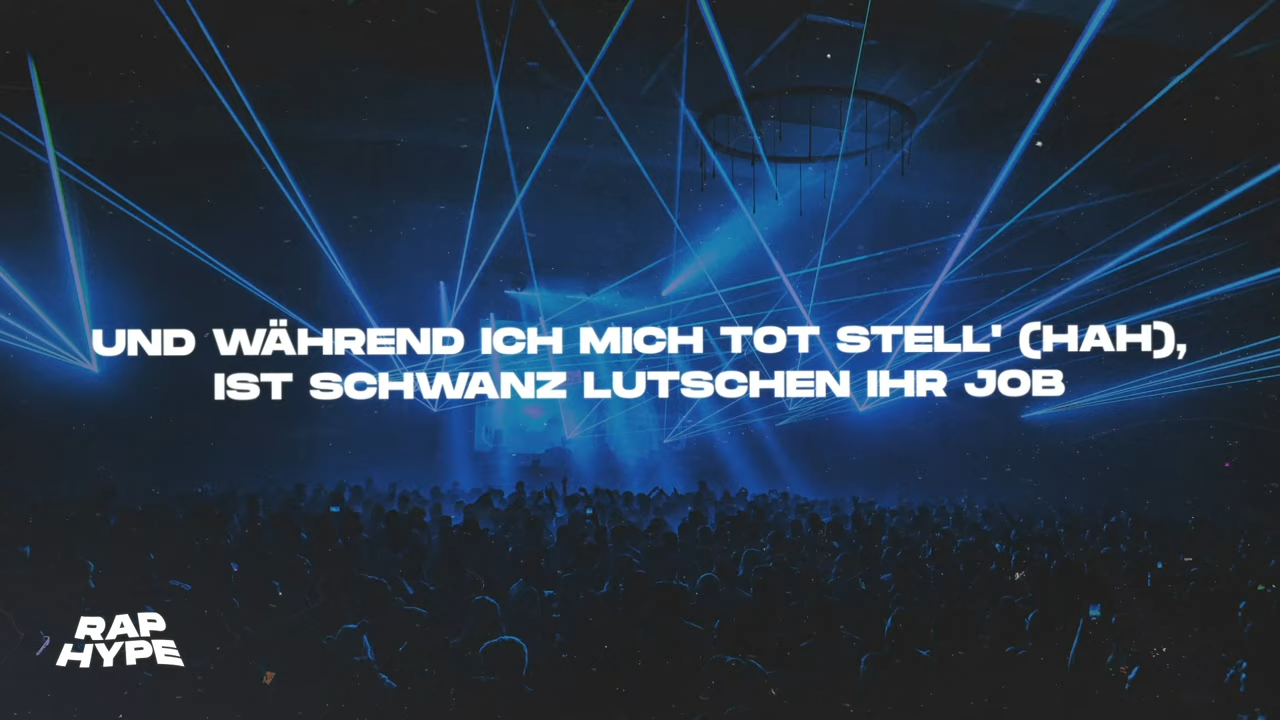 UND WÄHREND ICH MICH TOT STELL' (HAH),
IST SCHWANZ LUTSCHEN IHR JOB
RAP
HYPE